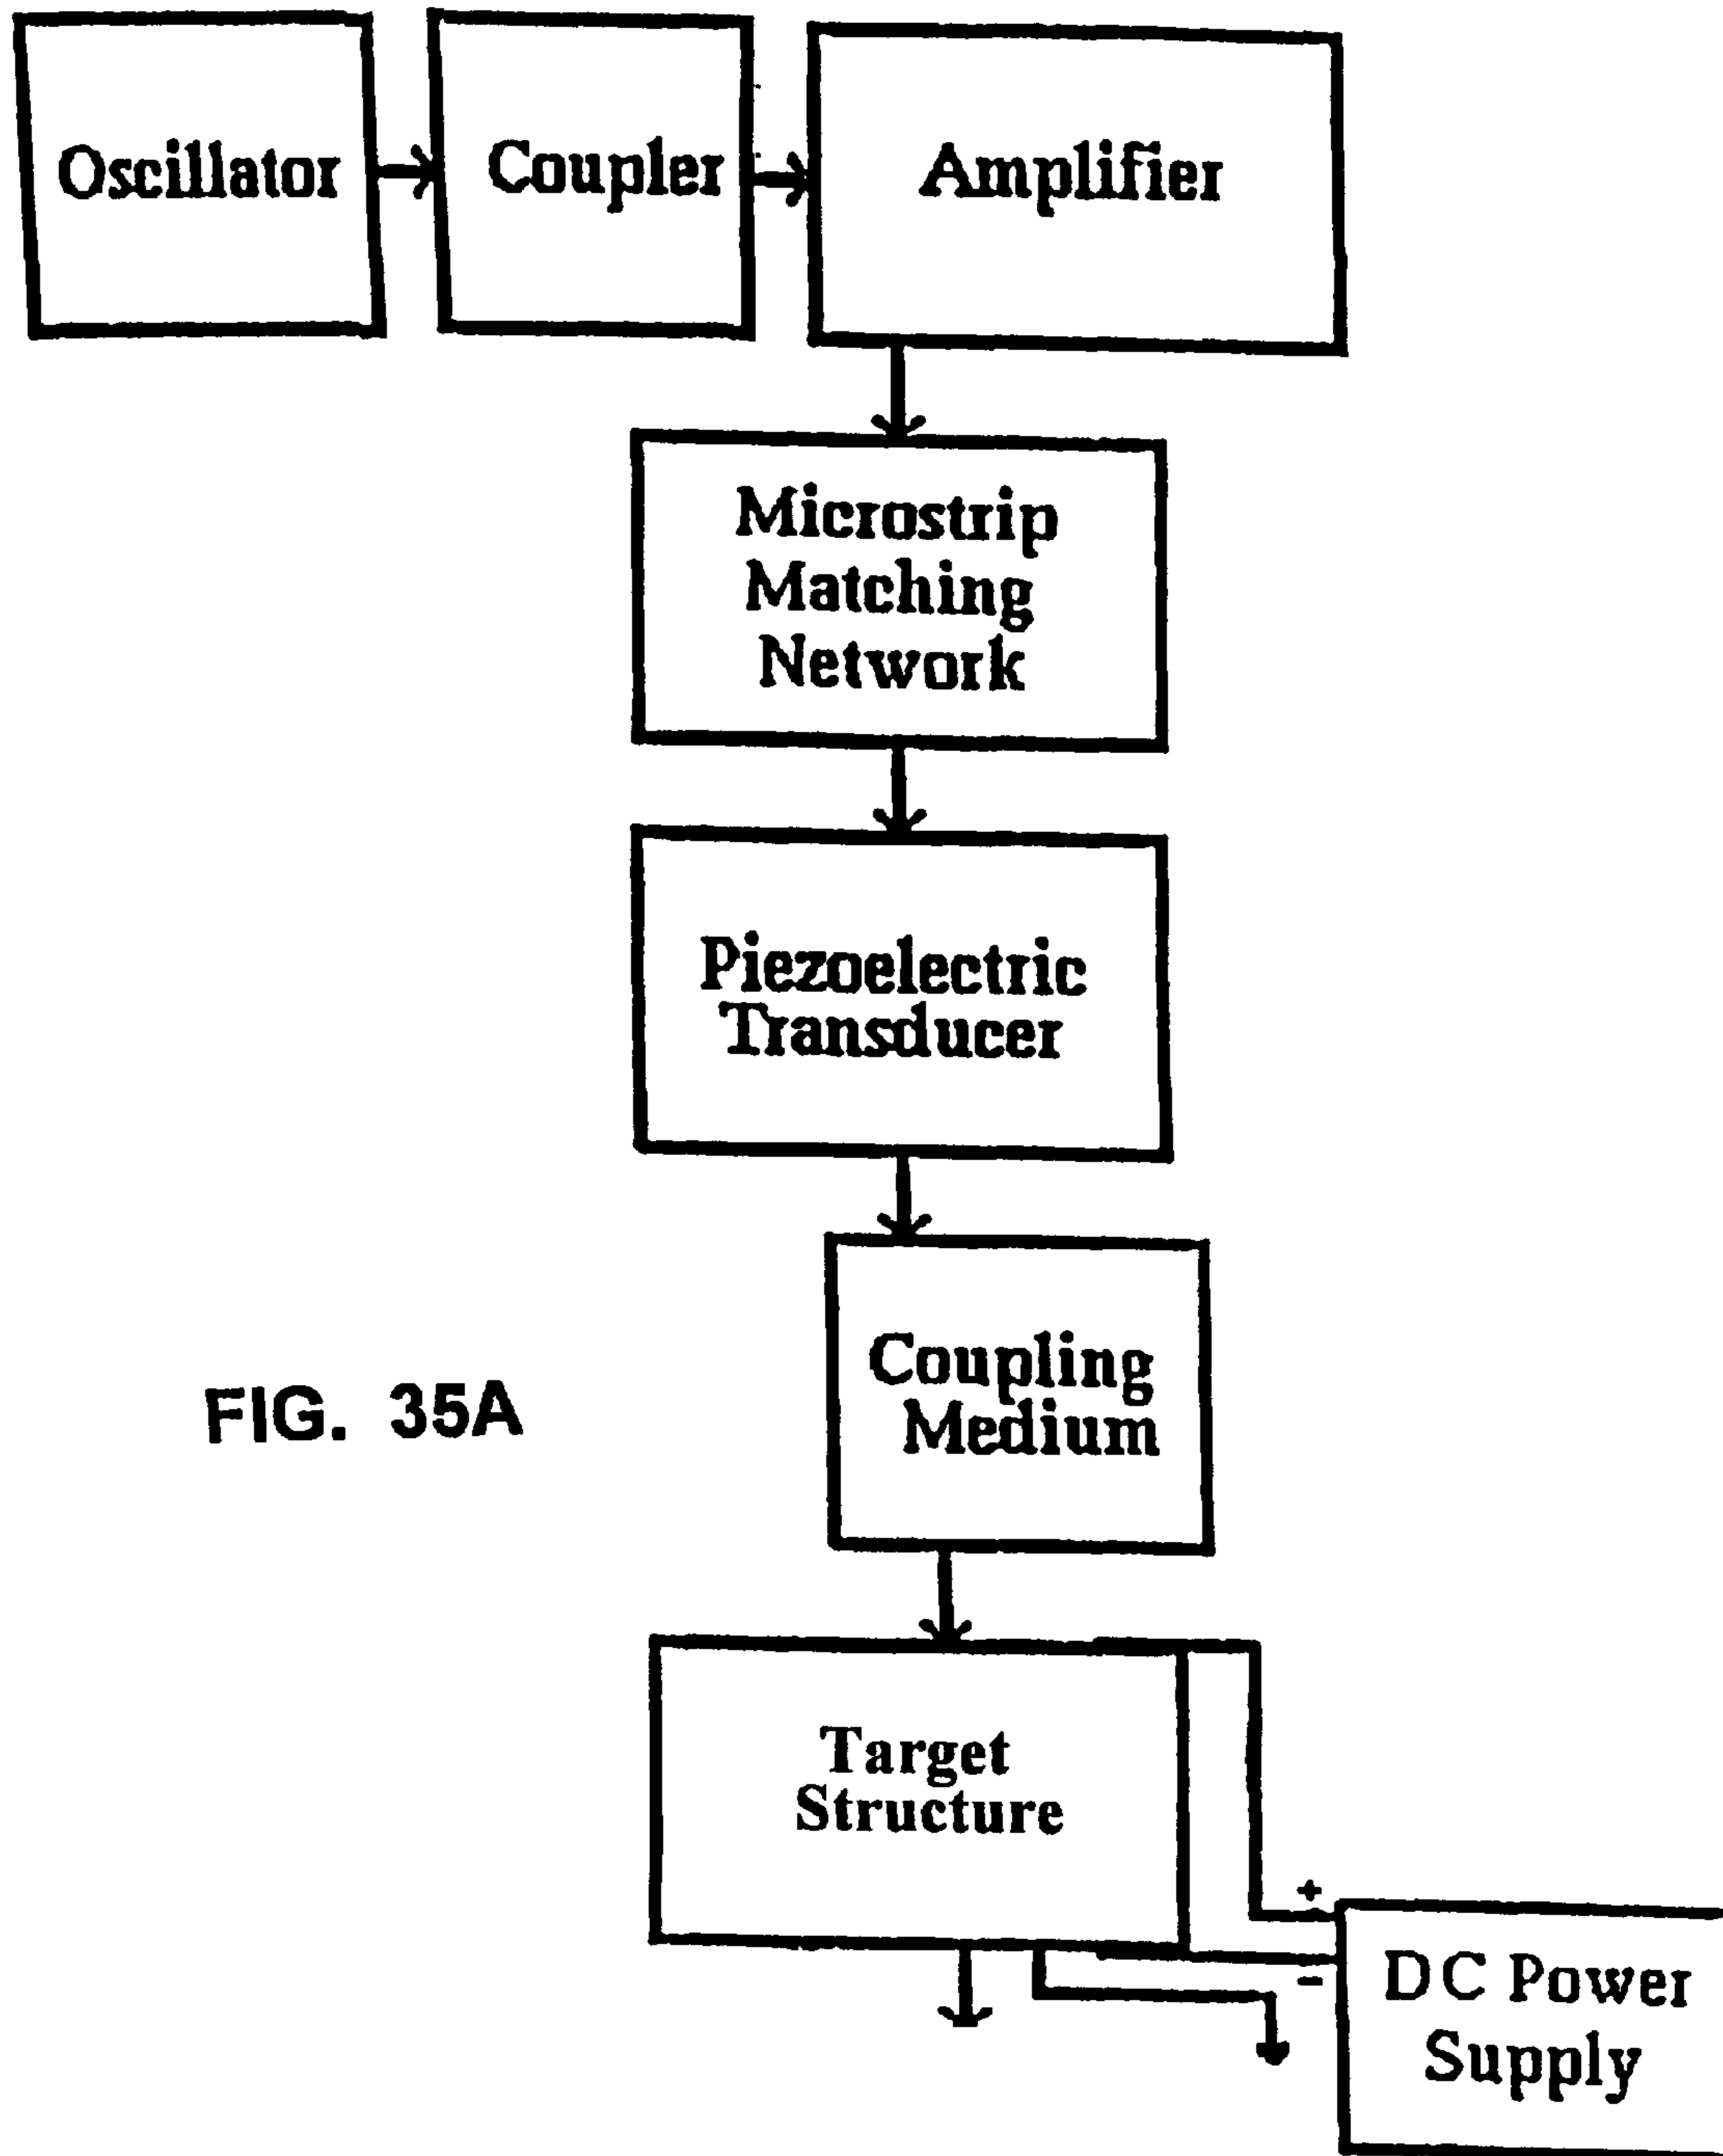 Oscillator
Coupler
Amplifier
Microstrip
Matching
Network
Piezoelectric
Transducer
Coupling
Medium
FIG. 35A
Target
Structure
+
-
DC Power
Supply